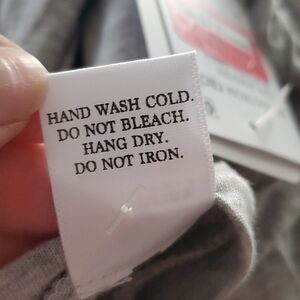 HAND WASH COLD.
DO NOT BLEACH.
HANG DRY.
DO NOT IRON.